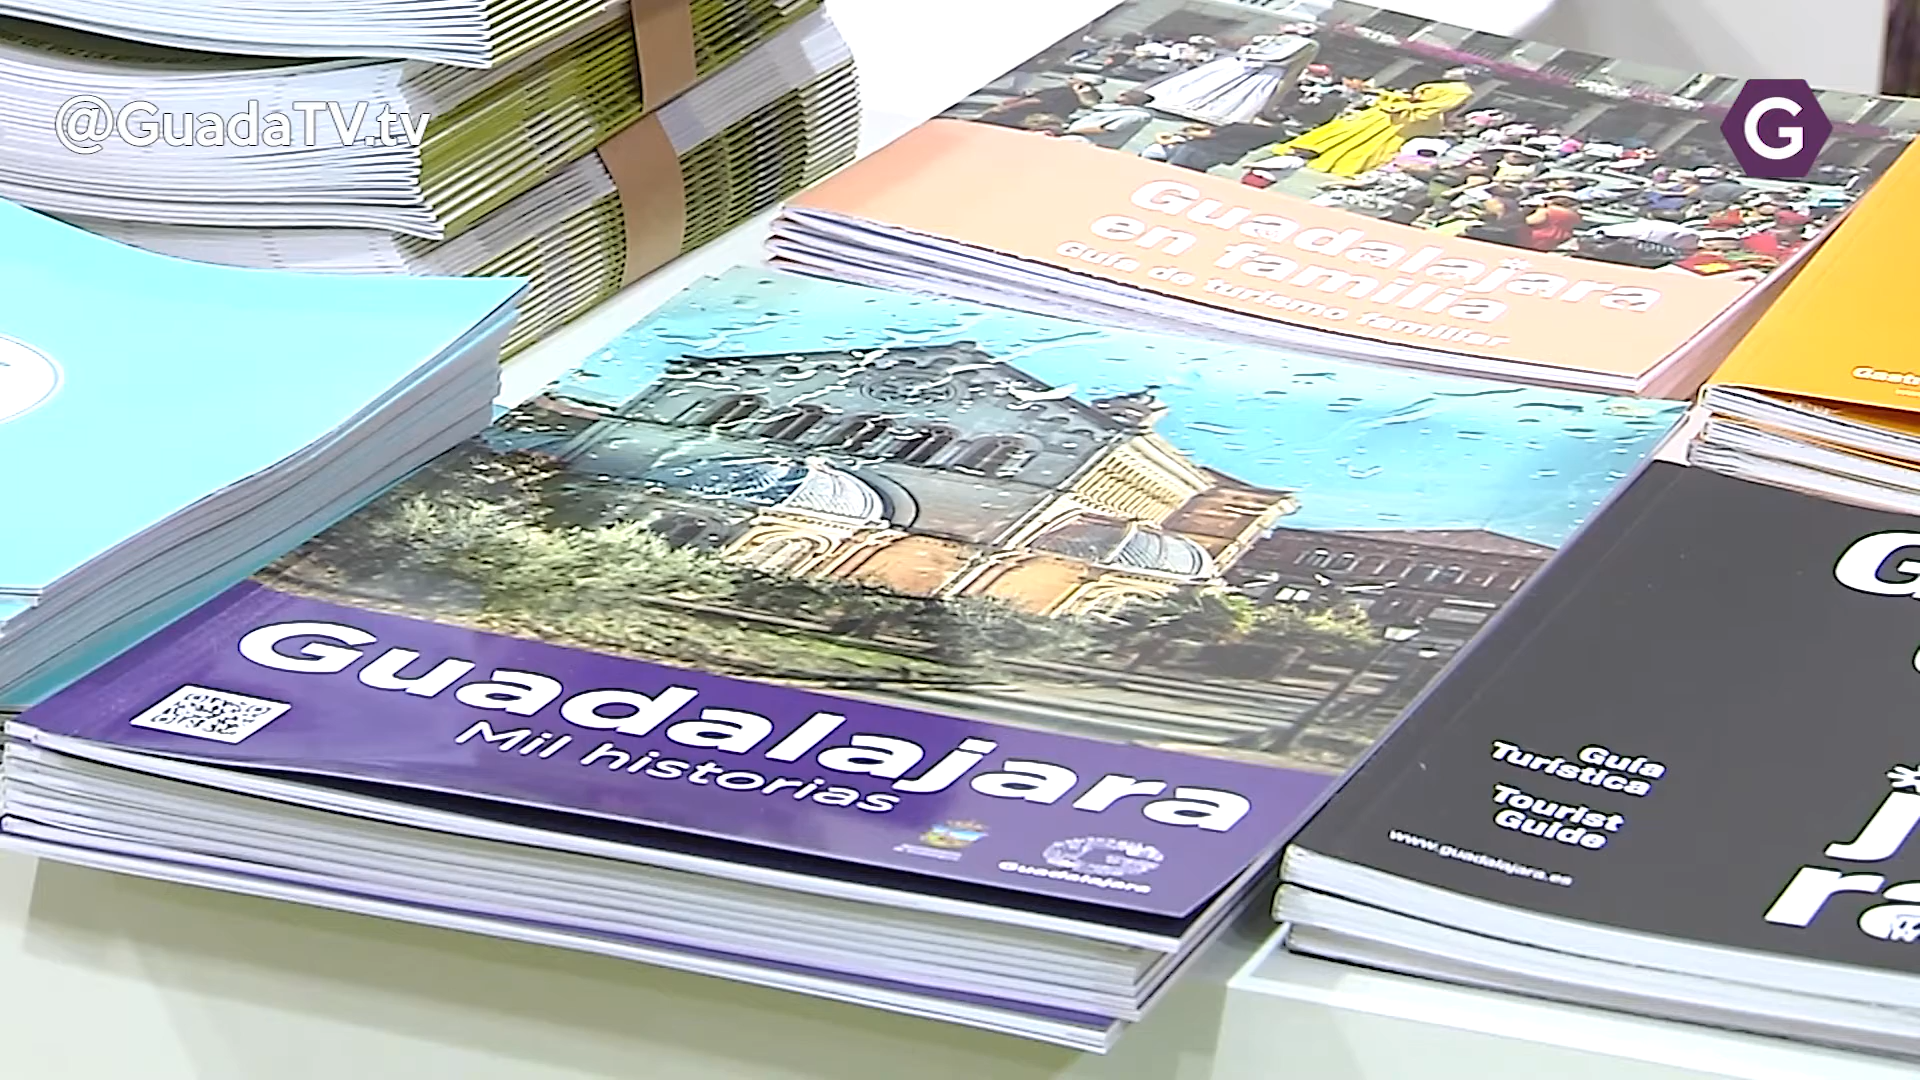 @GuadaTV.tv
G
Guadalajara
en familia
Guía de turismo familiar
Guadalajara
Mil historias
Guadalajara
Guía
Turística
Tourist
Guide
www.guadalajara.es
G
j
ra